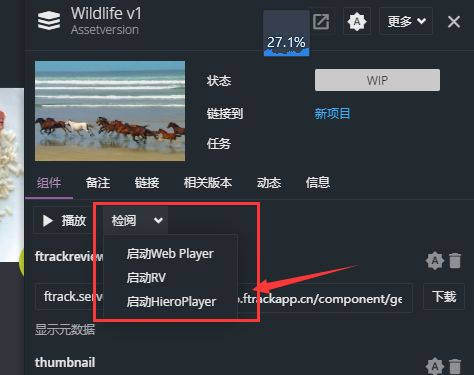 Wildlife v1
Assetversion
27.1%
A
更多
状态
WIP
链接到
新项目
任务
组件
备注
链接
相关版本
动态
信息
播放
检阅
启动Web Player
启动RV
启动HieroPlayer
ftrackreview
A
ftrack.serv
.ftrackapp.cn/component/ge
下载
显示元数据
thumbnail
A